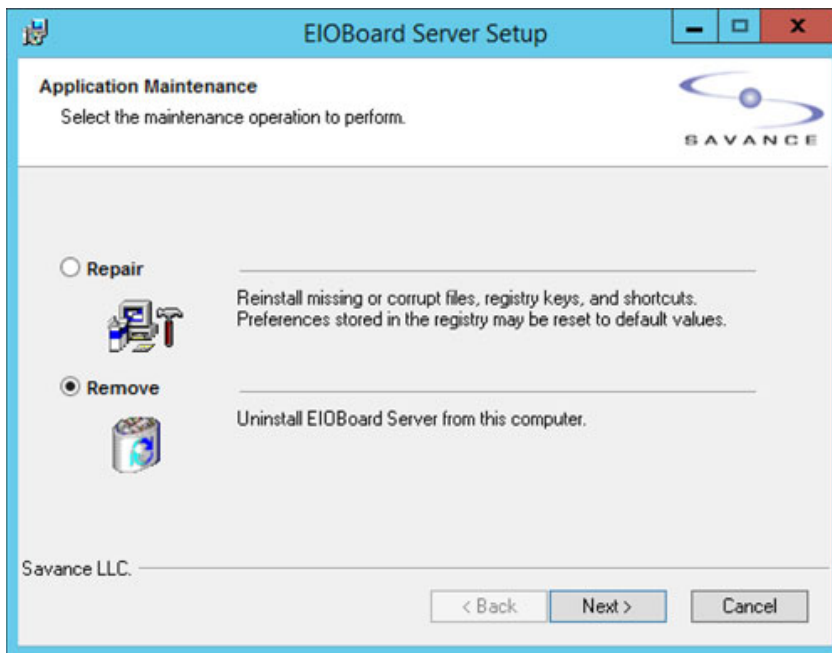 EIOBoard Server Setup
Application Maintenance
Select the maintenance operation to perform.
SAVANCE
Repair
Reinstall missing or corrupt files, registry keys, and shortcuts.
Preferences stored in the registry may be reset to default values.
Remove
Uninstall EIOBoard Server from this computer.
Savance LLC.
< Back Next > Cancel